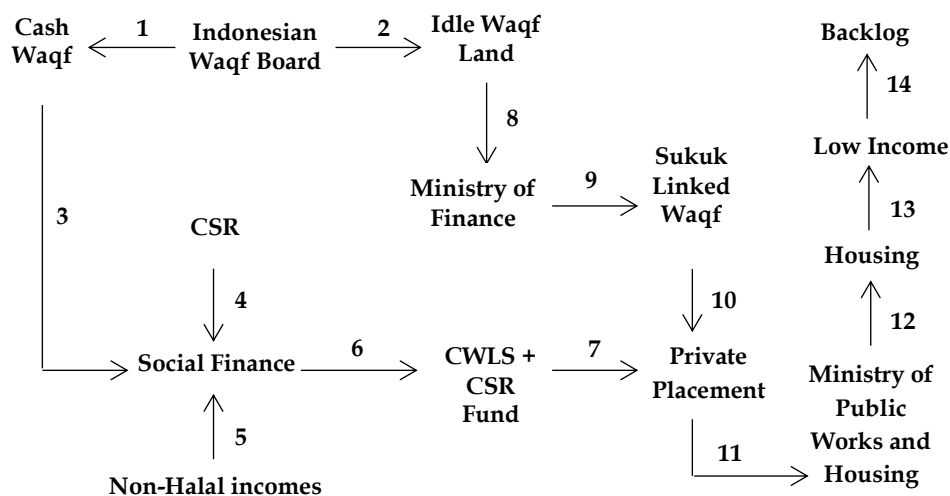 Cash
Waqf
1
Indonesian
Waqf Board
2
Idle Waqf
Land
Backlog
14
8
Low Income
Sukuk
Linked
Waqf
Ministry of
Finance
9
3
CSR
13
Housing
4
10
12
Social Finance
6
CWLS +
CSR
Fund
7
Private
Placement
Ministry of
Public
Works and
Housing
5
11
Non-Halal incomes